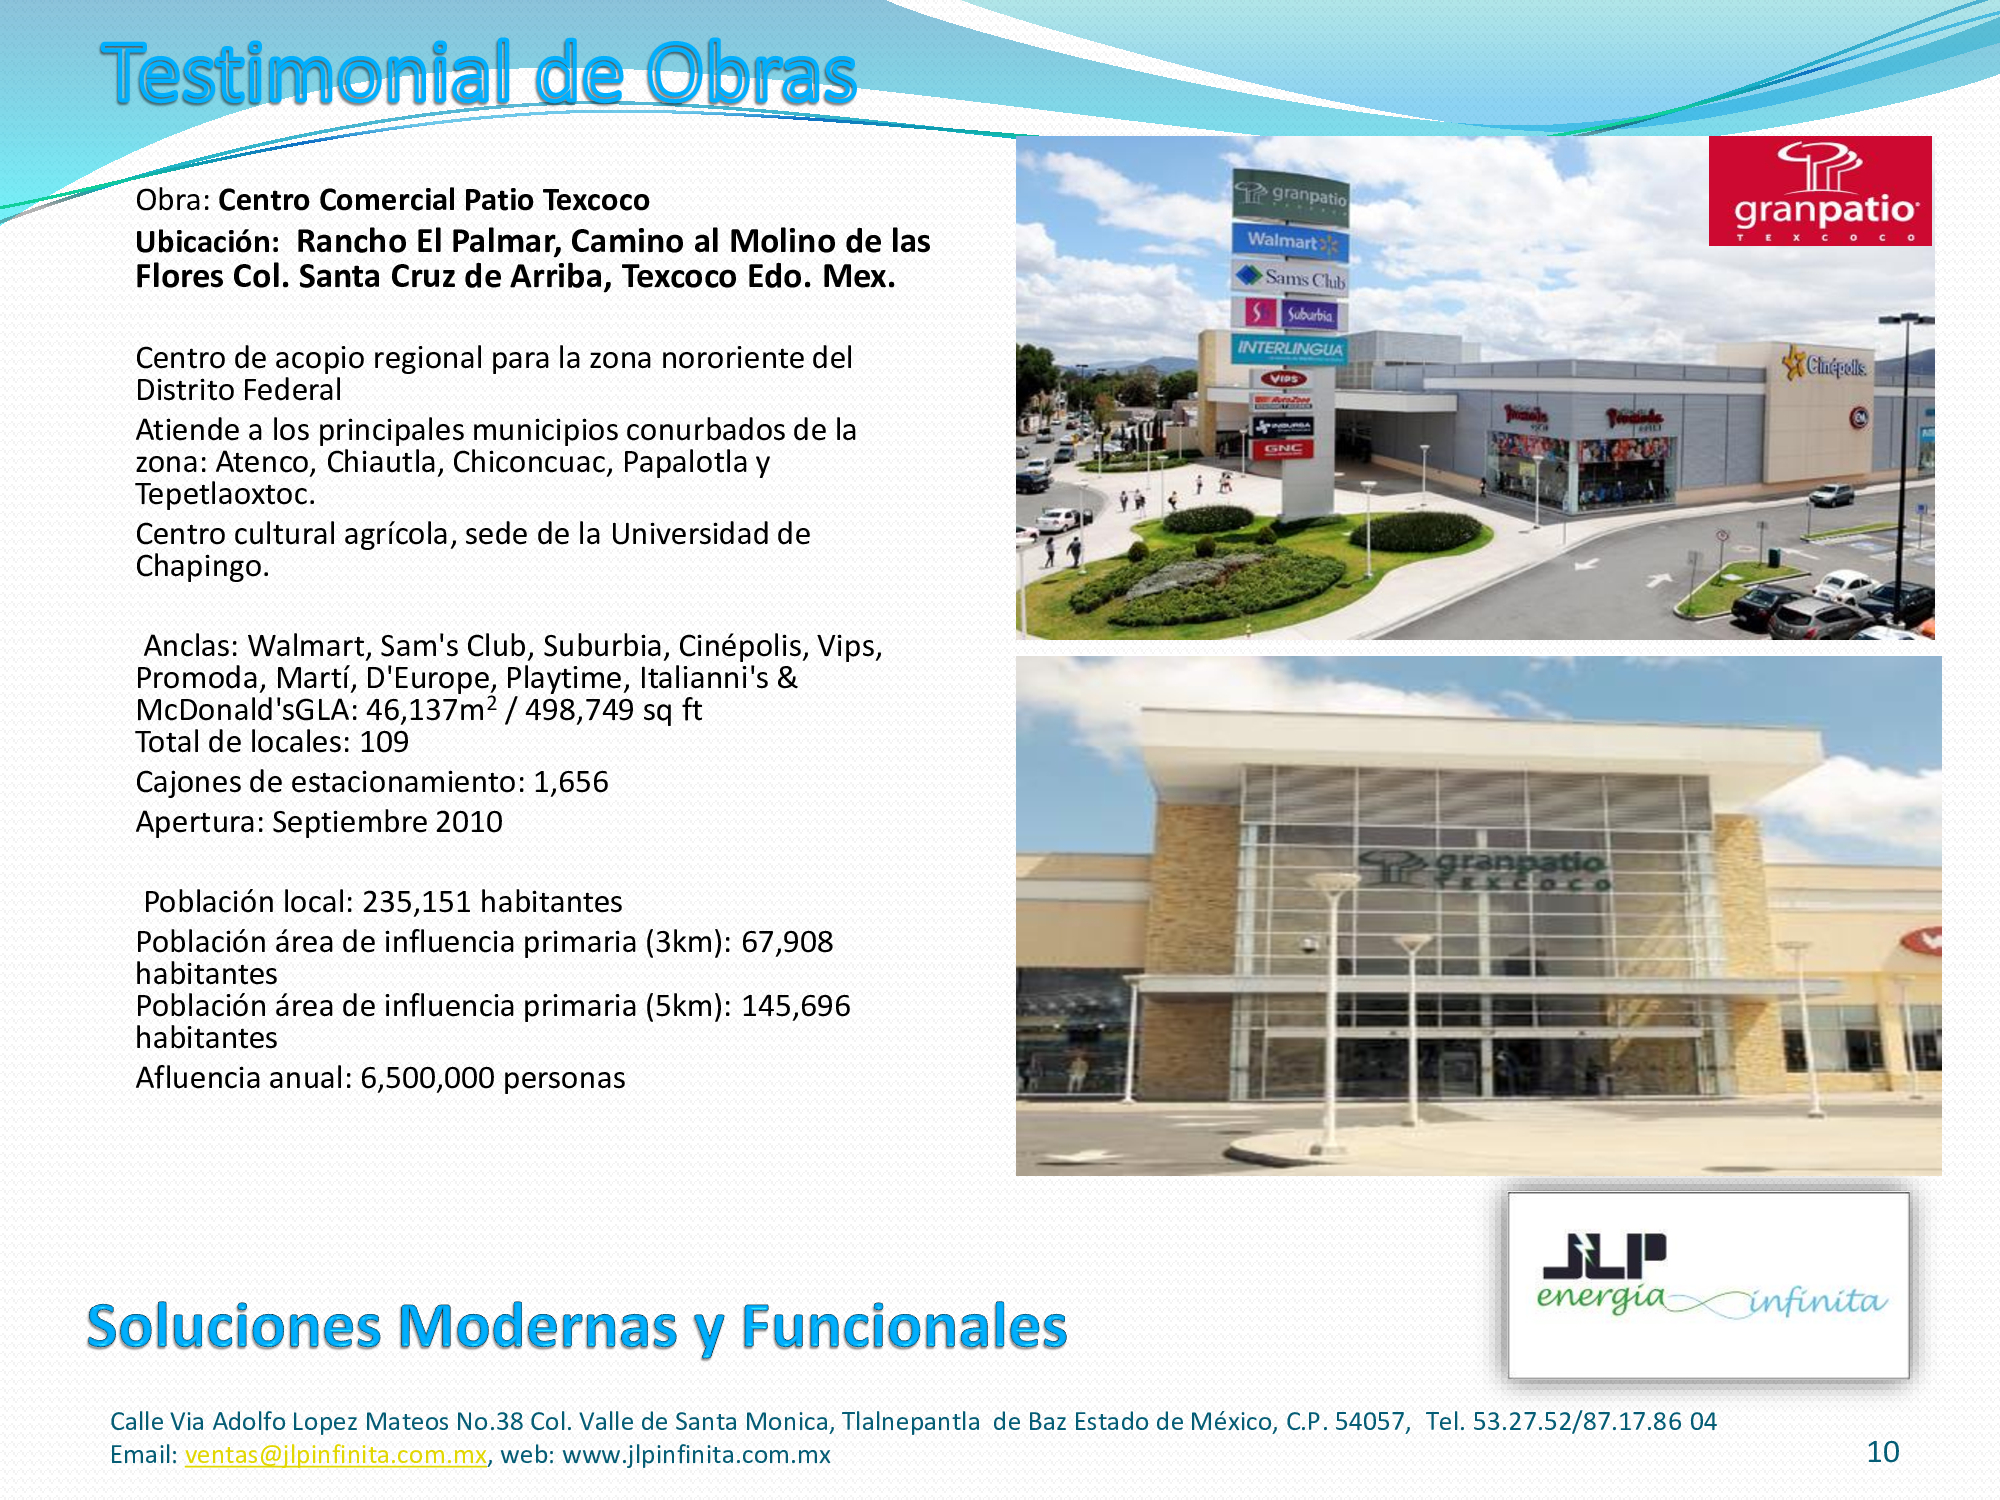 Testimonial de Obras
Obra: Centro Comercial Patio Texcoco
Ubicación:  Rancho El Palmar, Camino al Molino de las
Flores Col. Santa Cruz de Arriba, Texcoco Edo. Mex.
Centro de acopio regional para la zona nororiente del
Distrito Federal
Atiende a los principales municipios conurbados de la
zona: Atenco, Chiautla, Chiconcuac, Papalotla y
Tepetlaoxtoc.
Centro cultural agrícola, sede de la Universidad de
Chapingo.
Anclas: Walmart, Sam's Club, Suburbia, Cinépolis, Vips,
Promoda, Martí, D'Europe, Playtime, Italianni's &
McDonald'sGLA: 46,137m² / 498,749 sq ft
Total de locales: 109
Cajones de estacionamiento: 1,656
Apertura: Septiembre 2010
Población local: 235,151 habitantes
Población área de influencia primaria (3km): 67,908
habitantes
Población área de influencia primaria (5km): 145,696
habitantes
Afluencia anual: 6,500,000 personas
granpatio
TEXCOCO
granpatio
Walmart
Sam's Club
Suburbia
INTERLINGUA
VIPS
AutoZone
INBURSA
GNC
Promoda
Promoda
Cinépolis
granpatio
TEXCOCO
JLP
energía infinita
Soluciones Modernas y Funcionales
Calle Via Adolfo Lopez Mateos No.38 Col. Valle de Santa Monica, Tlalnepantla  de Baz Estado de México, C.P. 54057,  Tel. 53.27.52/87.17.86 04
Email: ventas@jlpinfinita.com.mx, web: www.jlpinfinita.com.mx
10